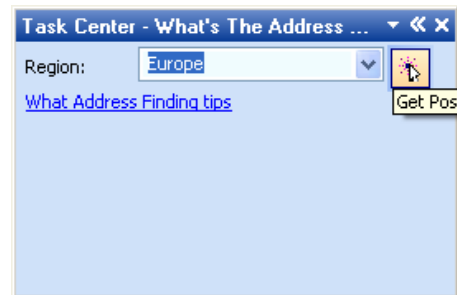 Task Center - What's The Address ...
Region: Europe
What Address Finding tips
Get Pos